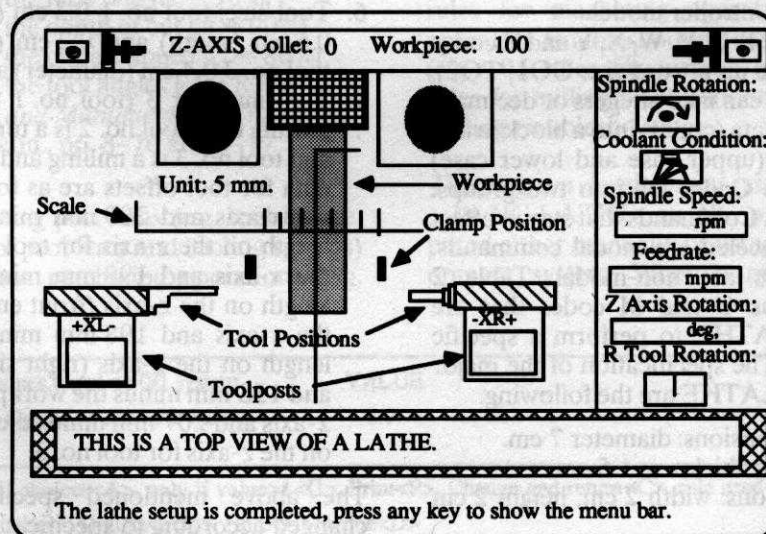 Z-AXIS Collet: 0 Workpiece: 100
Spindle Rotation:
Coolant Condition:
Unit: 5 mm.
Workpiece
Scale
Clamp Position
Spindle Speed:
rpm
Feedrate:
mpm
Z Axis Rotation:
deg.
R Tool Rotation:
+XL-
-XR+
Tool Positions
Toolposts
THIS IS A TOP VIEW OF A LATHE.
The lathe setup is completed, press any key to show the menu bar.